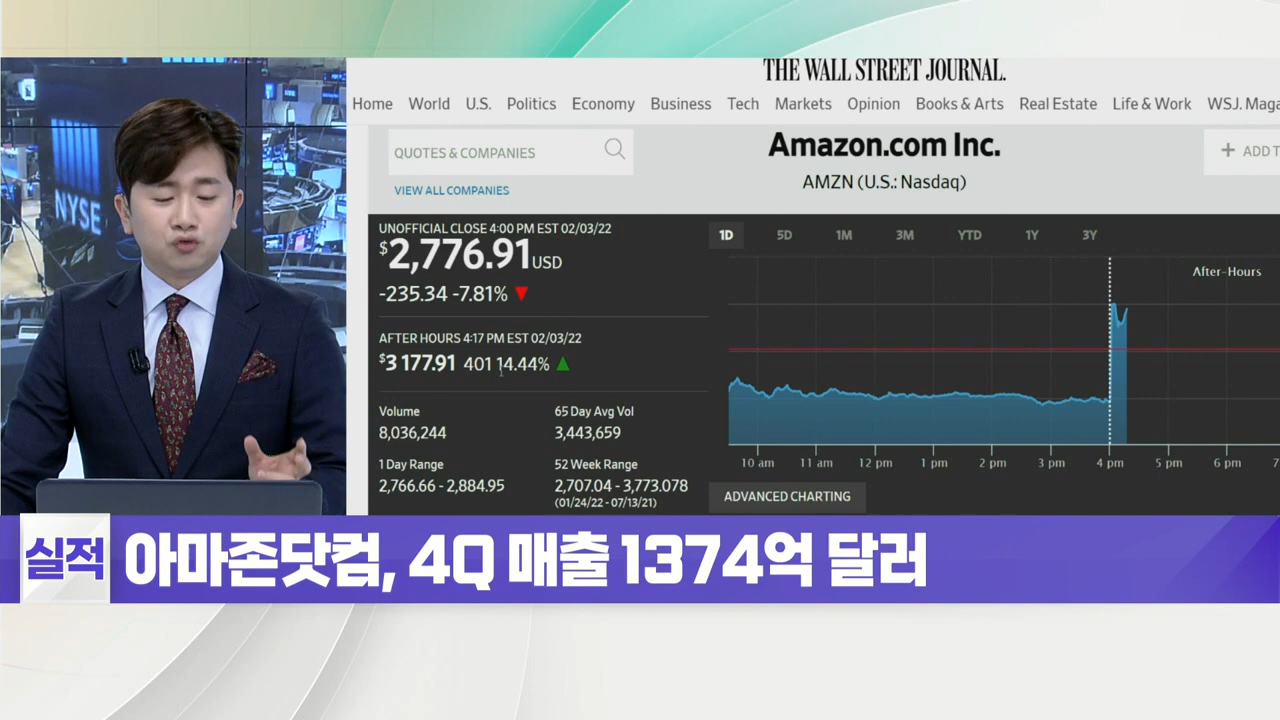 THE WALL STREET JOURNAL.
Home World U.S. Politics Economy Business Tech Markets Opinion Books & Arts Real Estate Life & Work WSJ.
QUOTES & COMPANIES
VIEW ALL COMPANIES
Amazon.com Inc.
AMZN (U.S.: Nasdaq)
+ ADD
NYSE
UNOFFICIAL CLOSE 4:00 PM EST 02/03/22
$2,776.91 USD
-235.34 -7.81% ▼
AFTER HOURS 4:17 PM EST 02/03/22
$3 177.91 401 14.44% ▲
Volume 65 Day Avg Vol
8,036,244 3,443,659
1 Day Range 52 Week Range
2,766.66 - 2,884.95 2,707.04 - 3,773.078
(01/24/22 - 07/13/21)
1D 5D 1M 3M YTD 1Y 3Y
After-Hours
10 am 11 am 12 pm 1 pm 2 pm 3 pm 4 pm 5 pm 6 pm 7
ADVANCED CHARTING
실적 아마존닷컴, 4Q 매출 1374억 달러